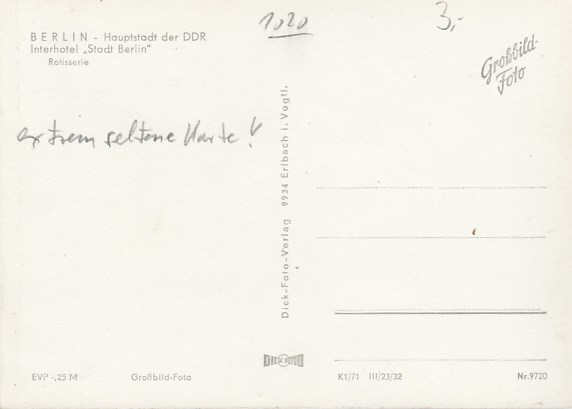 1020
3,-
BERLIN - Hauptstadt der DDR
Interhotel „Stadt Berlin"
Rotisserie
Großbild-
Foto
extrem seltene Karte!
Dick-Foto-Verlag 9934 Erlbach i. Vogtl.
EVP -,25 M
Großbild-Foto
K1/71 III/23/32
Nr. 9720